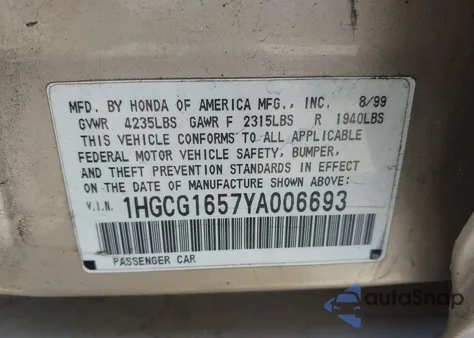 MFD. BY HONDA OF AMERICA MFG., INC. 8/99
GVWR 4235LBS GAWR F 2315LBS R 1940LBS
THIS VEHICLE CONFORMS TO ALL APPLICABLE
FEDERAL MOTOR VEHICLE SAFETY, BUMPER,
AND THEFT PREVENTION STANDARDS IN EFFECT
ON THE DATE OF MANUFACTURE SHOWN ABOVE:
V.I.N. 1HGCG1657YA006693
PASSENGER CAR
autoSnap